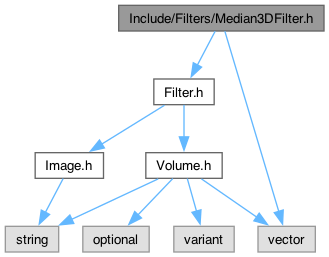 Include/Filters/Median3DFilter.h
Filter.h
Image.h
Volume.h
string
optional
variant
vector